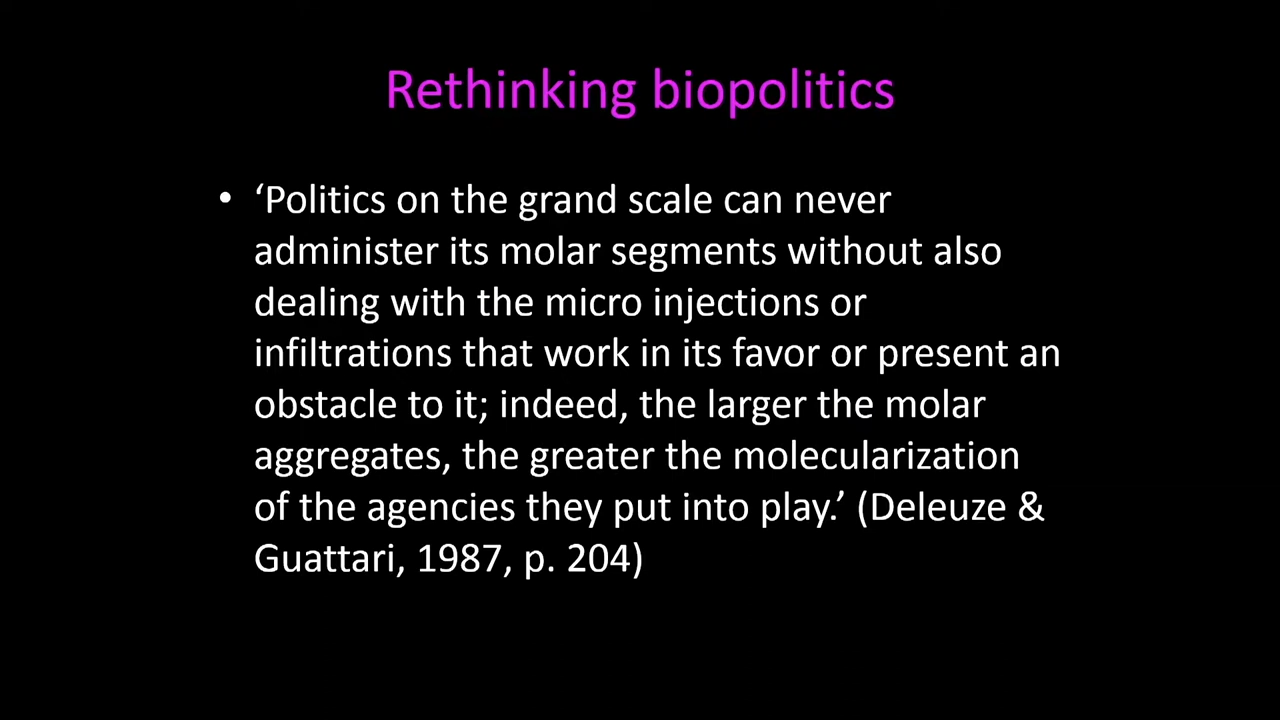 Rethinking biopolitics
• ‘Politics on the grand scale can never
administer its molar segments without also
dealing with the micro injections or
infiltrations that work in its favor or present an
obstacle to it; indeed, the larger the molar
aggregates, the greater the molecularization
of the agencies they put into play.’ (Deleuze &
Guattari, 1987, p. 204)